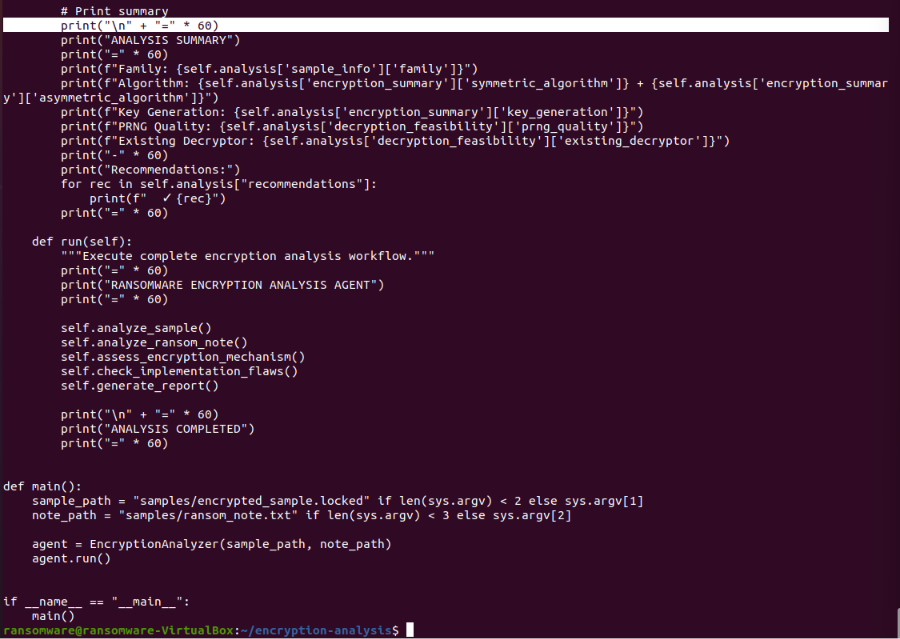 # Print summary
        print("\n" + "=" * 60)
        print("ANALYSIS SUMMARY")
        print("=" * 60)
        print(f"Family: {self.analysis['sample_info']['family']}")
        print(f"Algorithm: {self.analysis['encryption_summary']['symmetric_algorithm']} + {self.analysis['encryption_summar
y']['asymmetric_algorithm']}")
        print(f"Key Generation: {self.analysis['encryption_summary']['key_generation']}")
        print(f"PRNG Quality: {self.analysis['decryption_feasibility']['prng_quality']}")
        print(f"Existing Decryptor: {self.analysis['decryption_feasibility']['existing_decryptor']}")
        print("-" * 60)
        print("Recommendations:")
        for rec in self.analysis["recommendations"]:
            print(f"  ✓ {rec}")
        print("=" * 60)

    def run(self):
        """Execute complete encryption analysis workflow."""
        print("=" * 60)
        print("RANSOMWARE ENCRYPTION ANALYSIS AGENT")
        print("=" * 60)

        self.analyze_sample()
        self.analyze_ransom_note()
        self.assess_encryption_mechanism()
        self.check_implementation_flaws()
        self.generate_report()

        print("\n" + "=" * 60)
        print("ANALYSIS COMPLETED")
        print("=" * 60)


def main():
    sample_path = "samples/encrypted_sample.locked" if len(sys.argv) < 2 else sys.argv[1]
    note_path = "samples/ransom_note.txt" if len(sys.argv) < 3 else sys.argv[2]

    agent = EncryptionAnalyzer(sample_path, note_path)
    agent.run()


if __name__ == "__main__":
    main()
ransomware@ransomware-VirtualBox:~/encryption-analysis$